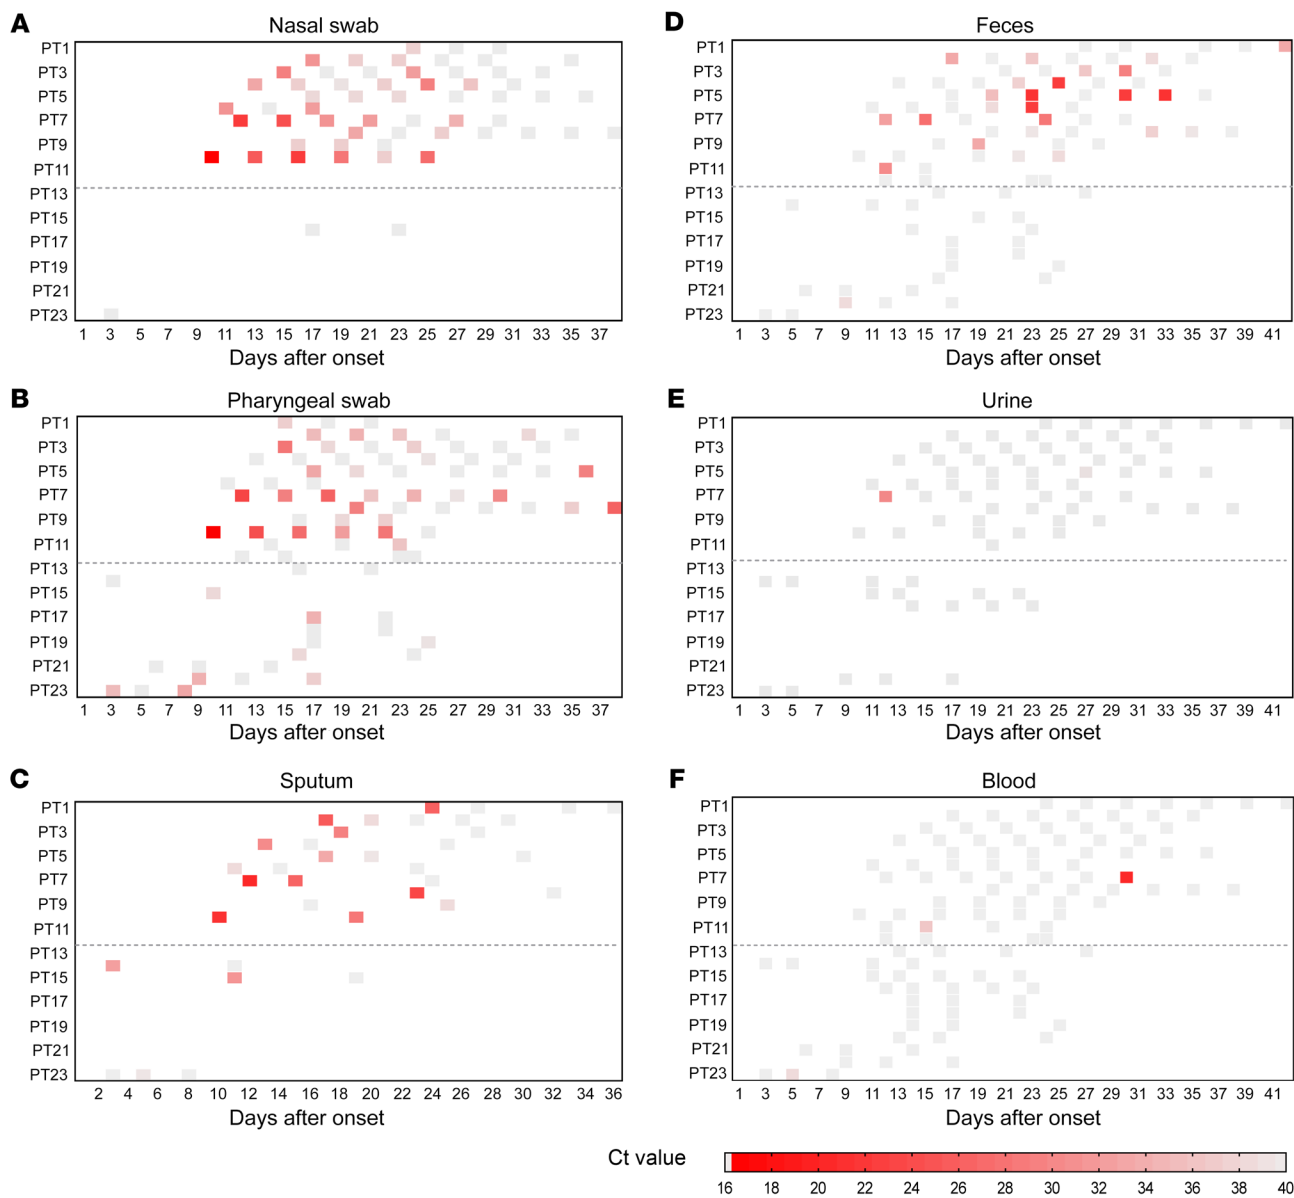 A
Nasal swab
PT1
PT3
PT5
PT7
PT9
PT11
PT13
PT15
PT17
PT19
PT21
PT23
1 3 5 7 9 11 13 15 17 19 21 23 25 27 29 31 33 35 37
Days after onset
B
Pharyngeal swab
PT1
PT3
PT5
PT7
PT9
PT11
PT13
PT15
PT17
PT19
PT21
PT23
1 3 5 7 9 11 13 15 17 19 21 23 25 27 29 31 33 35 37
Days after onset
C
Sputum
PT1
PT3
PT5
PT7
PT9
PT11
PT13
PT15
PT17
PT19
PT21
PT23
2 4 6 8 10 12 14 16 18 20 22 24 26 28 30 32 34 36
Days after onset
D
Feces
PT1
PT3
PT5
PT7
PT9
PT11
PT13
PT15
PT17
PT19
PT21
PT23
1 3 5 7 9 11 13 15 17 19 21 23 25 27 29 31 33 35 37 39 41
Days after onset
E
Urine
PT1
PT3
PT5
PT7
PT9
PT11
PT13
PT15
PT17
PT19
PT21
PT23
1 3 5 7 9 11 13 15 17 19 21 23 25 27 29 31 33 35 37 39 41
Days after onset
F
Blood
PT1
PT3
PT5
PT7
PT9
PT11
PT13
PT15
PT17
PT19
PT21
PT23
1 3 5 7 9 11 13 15 17 19 21 23 25 27 29 31 33 35 37 39 41
Days after onset
Ct value
16 18 20 22 24 26 28 30 32 34 36 38 40